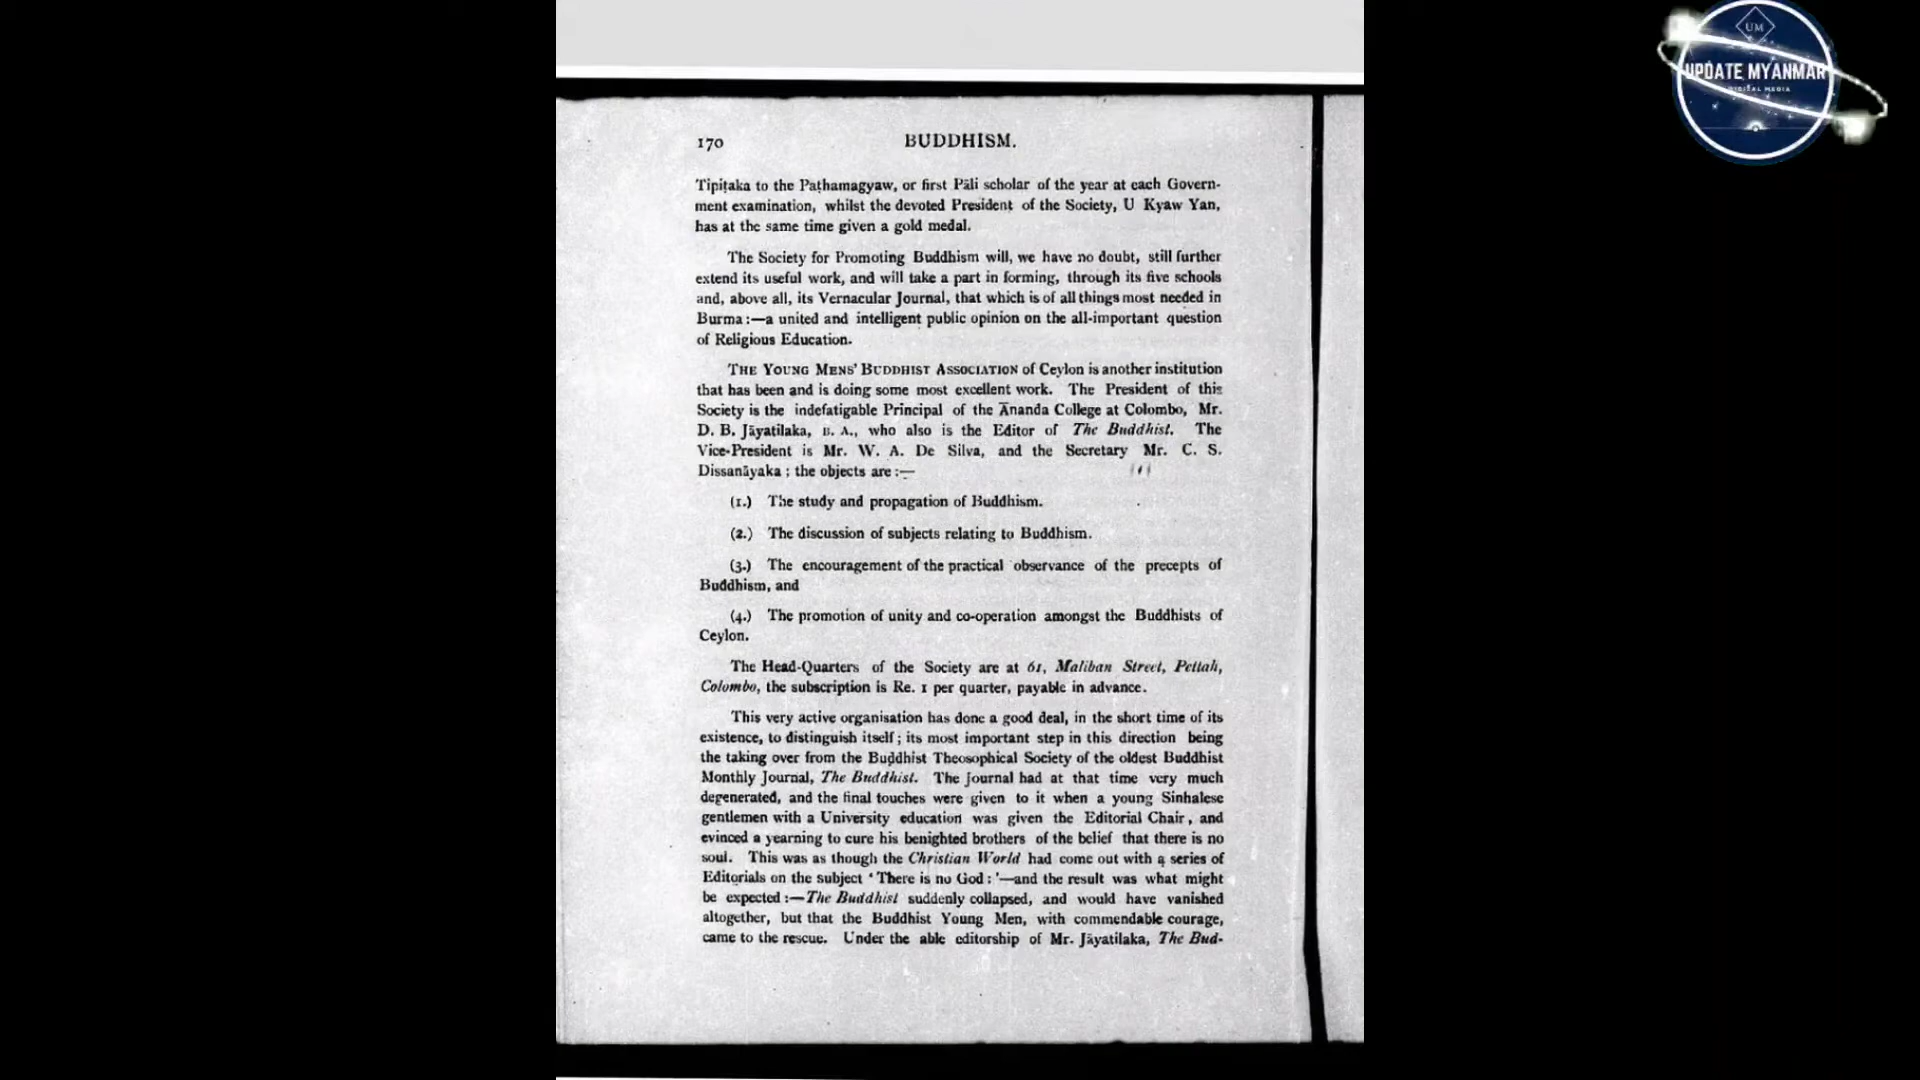 170
BUDDHISM.
Tipiṭaka to the Paṭhamagyaw, or first Pāli scholar of the year at each Govern-
ment examination, whilst the devoted President of the Society, U Kyaw Yan,
has at the same time given a gold medal.
The Society for Promoting Buddhism will, we have no doubt, still further
extend its useful work, and will take a part in forming, through its five schools
and, above all, its Vernacular Journal, that which is of all things most needed in
Burma:—a united and intelligent public opinion on the all-important question
of Religious Education.
THE YOUNG MENS' BUDDHIST ASSOCIATION of Ceylon is another institution
that has been and is doing some most excellent work. The President of this
Society is the indefatigable Principal of the Ānanda College at Colombo, Mr.
D. B. Jāyatilaka, B. A., who also is the Editor of The Buddhist. The
Vice-President is Mr. W. A. De Silva, and the Secretary Mr. C. S.
Dissanāyaka; the objects are:—
(1.) The study and propagation of Buddhism.
(2.) The discussion of subjects relating to Buddhism.
(3.) The encouragement of the practical observance of the precepts of
Buddhism, and
(4.) The promotion of unity and co-operation amongst the Buddhists of
Ceylon.
The Head-Quarters of the Society are at 61, Maliban Street, Pettah,
Colombo, the subscription is Re. 1 per quarter, payable in advance.
This very active organisation has done a good deal, in the short time of its
existence, to distinguish itself; its most important step in this direction being
the taking over from the Buddhist Theosophical Society of the oldest Buddhist
Monthly Journal, The Buddhist. The Journal had at that time very much
degenerated, and the final touches were given to it when a young Sinhalese
gentlemen with a University education was given the Editorial Chair, and
evinced a yearning to cure his benighted brothers of the belief that there is no
soul. This was as though the Christian World had come out with a series of
Editorials on the subject 'There is no God:'—and the result was what might
be expected:—The Buddhist suddenly collapsed, and would have vanished
altogether, but that the Buddhist Young Men, with commendable courage,
came to the rescue. Under the able editorship of Mr. Jāyatilaka, The Bud-
UM
UPDATE MYANMAR
DIGITAL MEDIA